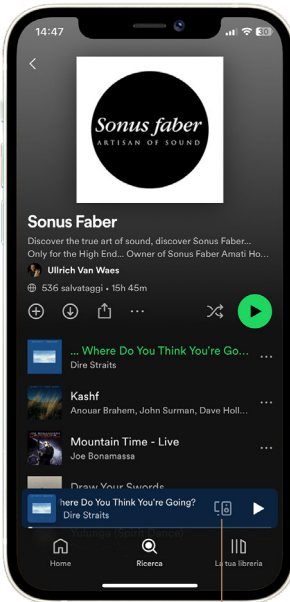 14:47
30
Sonus faber
ARTISAN OF SOUND
Sonus Faber
Discover the true art of sound, discover Sonus Faber...
Only for the High End... Owner of Sonus Faber Amati Ho...
Ullrich Van Waes
536 salvataggi • 15h 45m
... Where Do You Think You're Go...
Dire Straits
Kashf
Anouar Brahem, John Surman, Dave Holl...
Mountain Time - Live
Joe Bonamassa
Draw Your Swords
here Do You Think You're Going?
Dire Straits
Yulunga (Spirit Dance)
Home
Ricerca
La tua libreria